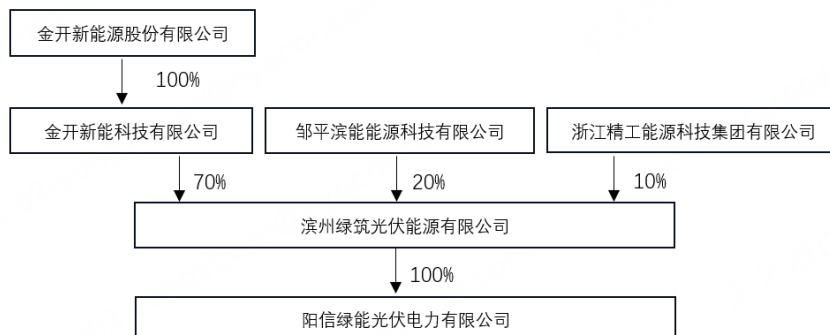 金开新能源股份有限公司
100%
金开新能科技有限公司
邹平滨能能源科技有限公司
浙江精工能源科技集团有限公司
70%
20%
10%
滨州绿筑光伏能源有限公司
100%
阳信绿能光伏电力有限公司